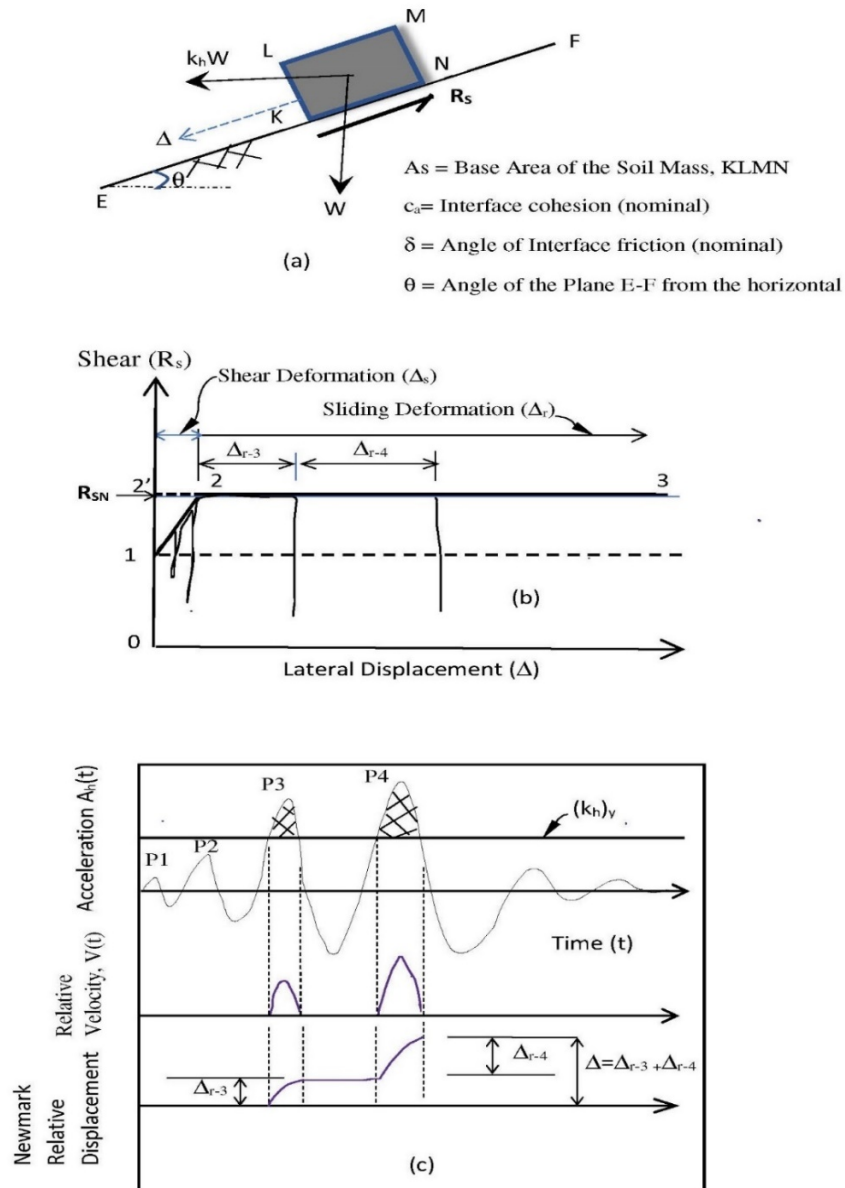 M
L
F
k_hW
N
R_S
K
Δ
θ
E
W
As = Base Area of the Soil Mass, KLMN
c_a= Interface cohesion (nominal)
δ = Angle of Interface friction (nominal)
θ = Angle of the Plane E-F from the horizontal
(a)
Shear (R_s)
Shear Deformation (Δ_s)
Sliding Deformation (Δ_r)
Δ_r-3
Δ_r-4
R_SN
2'
2
3
1
(b)
0
Lateral Displacement (Δ)
P3
P4
(k_h)_y
P1
P2
Acceleration A_h(t)
Time (t)
Relative
Velocity, V(t)
Δ_r-3
Δ_r-4
Δ=Δ_r-3 +Δ_r-4
Newmark
Relative
Displacement
(c)